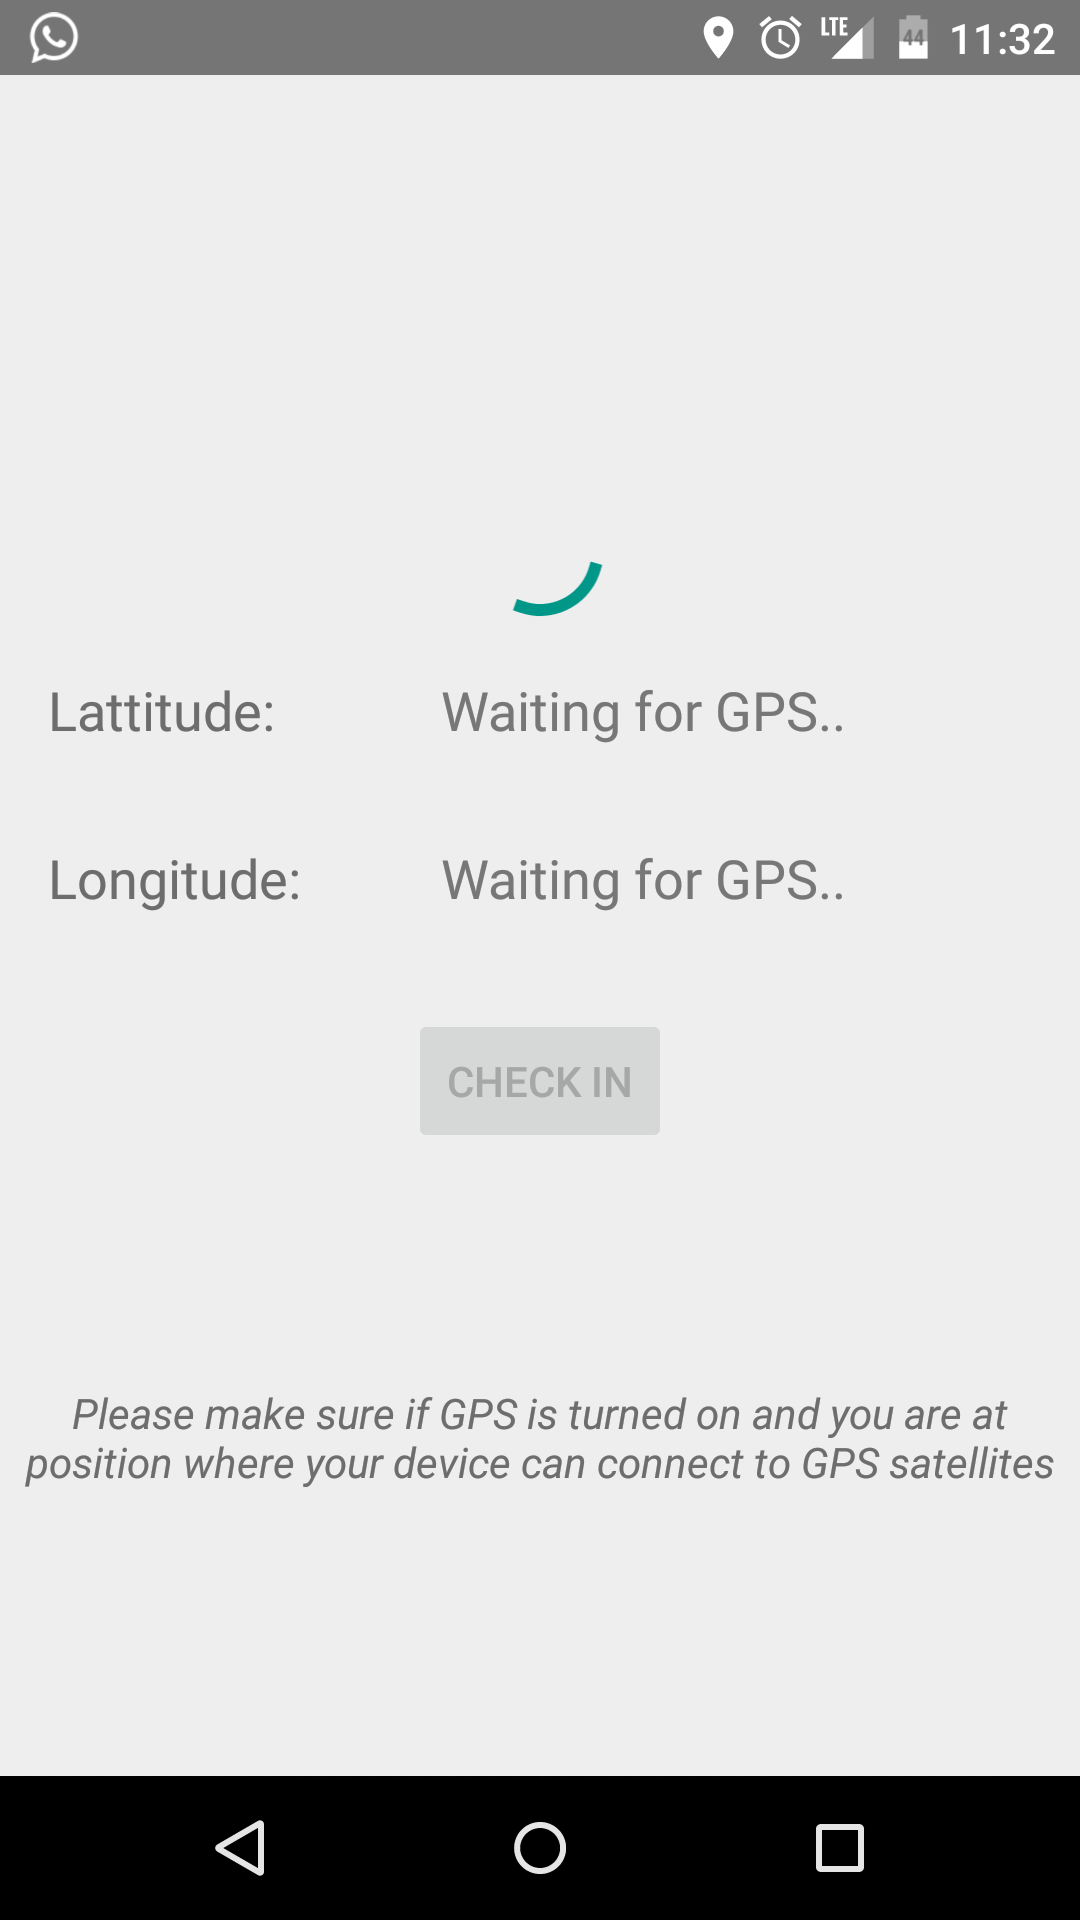 LTE 44 11:32
Lattitude: Waiting for GPS..
Longitude: Waiting for GPS..
CHECK IN
Please make sure if GPS is turned on and you are at
position where your device can connect to GPS satellites